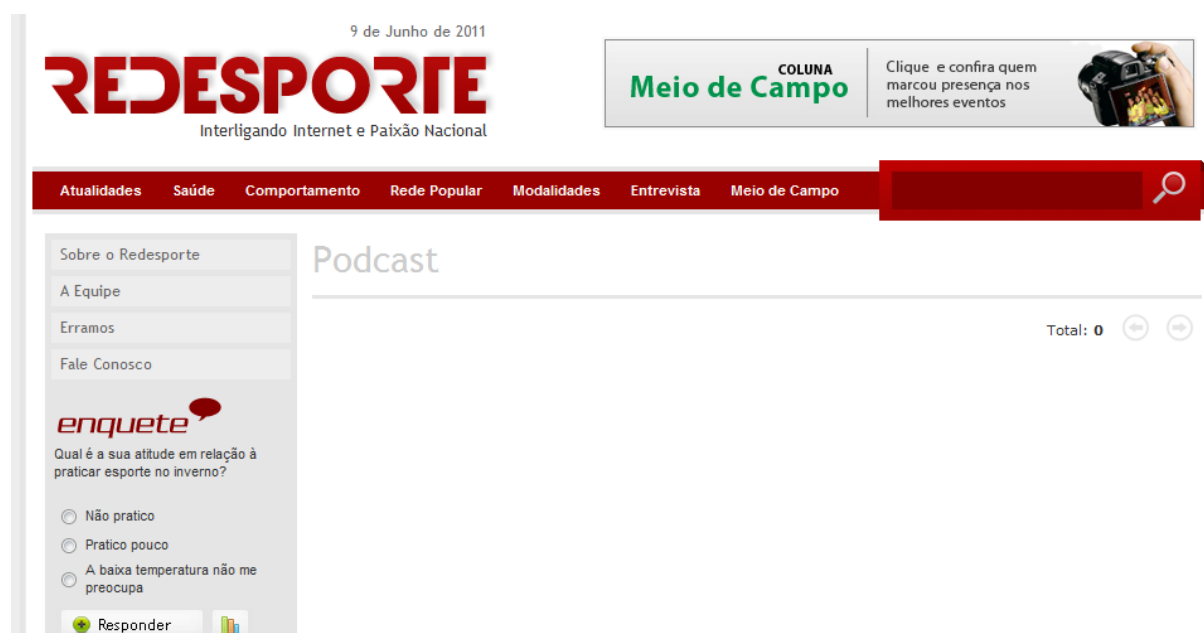 9 de Junho de 2011
REDESPORTE
Interligando Internet e Paixão Nacional
COLUNA
Meio de Campo
Clique e confira quem
marcou presença nos
melhores eventos
Atualidades Saúde Comportamento Rede Popular Modalidades Entrevista Meio de Campo
Sobre o Redesporte
A Equipe
Erramos
Fale Conosco
enquete
Qual é a sua atitude em relação à
praticar esporte no inverno?
Não pratico
Pratico pouco
A baixa temperatura não me
preocupa
Responder
Podcast
Total: 0